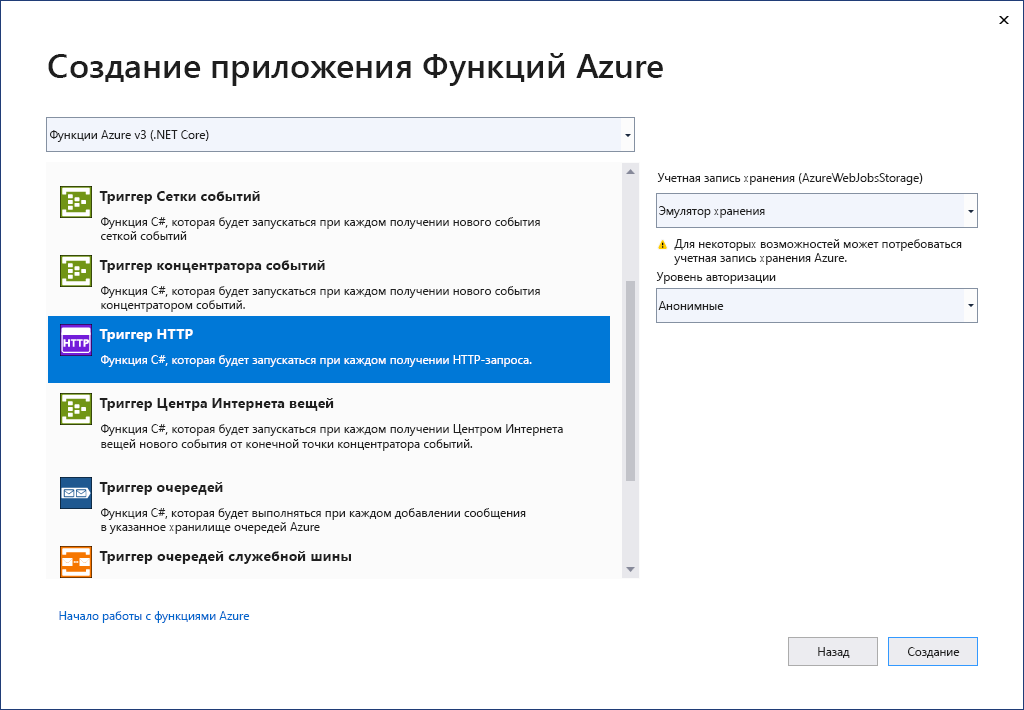 Создание приложения Функций Azure
Функции Azure v3 (.NET Core)
Триггер Сетки событий
Функция C#, которая будет запускаться при каждом получении нового события
сеткой событий
Триггер концентратора событий
Функция C#, которая будет запускаться при каждом получении нового события
концентратором событий.
HTTP
Триггер HTTP
Функция C#, которая будет запускаться при каждом получении HTTP-запроса.
Триггер Центра Интернета вещей
Функция C#, которая будет запускаться при каждом получении Центром Интернета
вещей нового события от конечной точки концентратора событий.
Триггер очередей
Функция C#, которая будет выполняться при каждом добавлении сообщения
в указанное хранилище очередей Azure
Триггер очередей служебной шины
Учетная запись хранения (AzureWebJobsStorage)
Эмулятор хранения
Для некоторых возможностей может потребоваться
учетная запись хранения Azure.
Уровень авторизации
Анонимные
Начало работы с функциями Azure
Назад
Создание